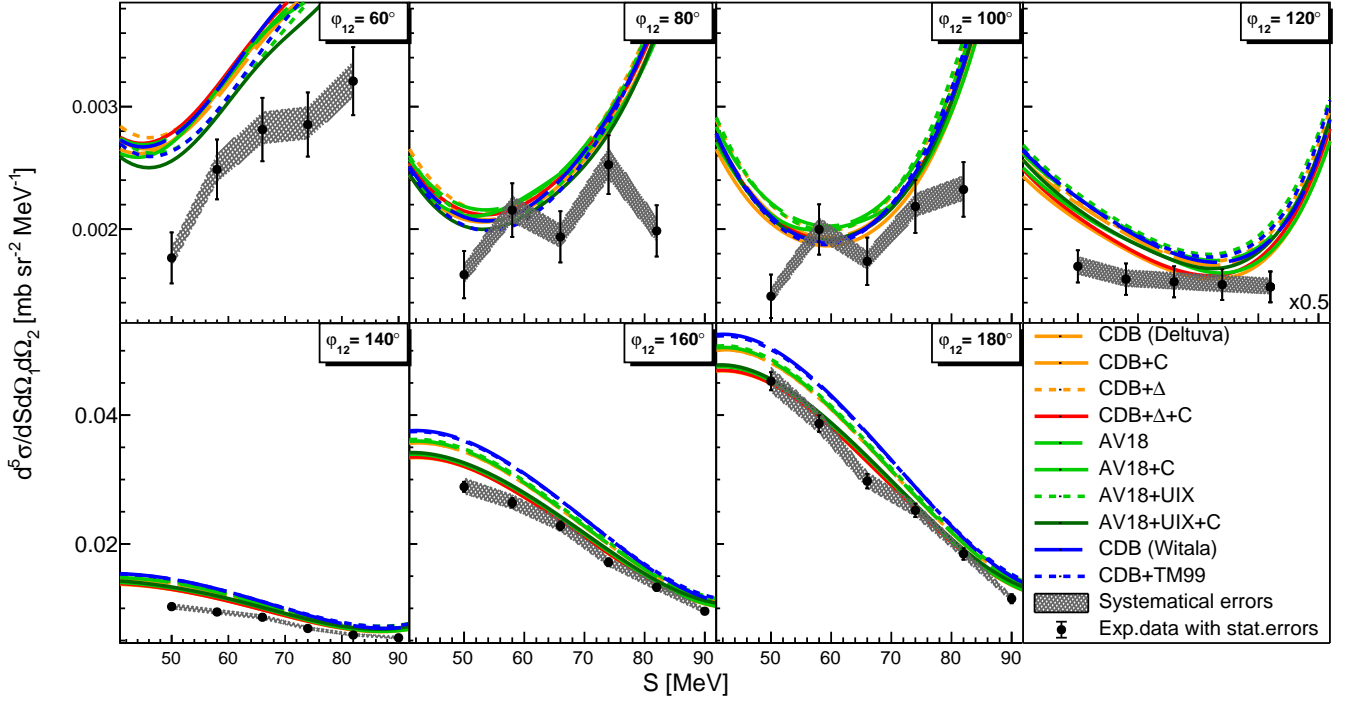 φ12= 60°
φ12= 80°
φ12= 100°
φ12= 120°
0.003
0.002
x0.5
d⁵σ/dSdΩ₁dΩ₂ [mb sr⁻² MeV⁻¹]
φ12= 140°
φ12= 160°
φ12= 180°
0.04
0.02
CDB (Deltuva)
CDB+C
CDB+Δ
CDB+Δ+C
AV18
AV18+C
AV18+UIX
AV18+UIX+C
CDB (Witala)
CDB+TM99
Systematical errors
Exp.data with stat.errors
50 60 70 80 90 50 60 70 80 90 50 60 70 80 90
S [MeV]